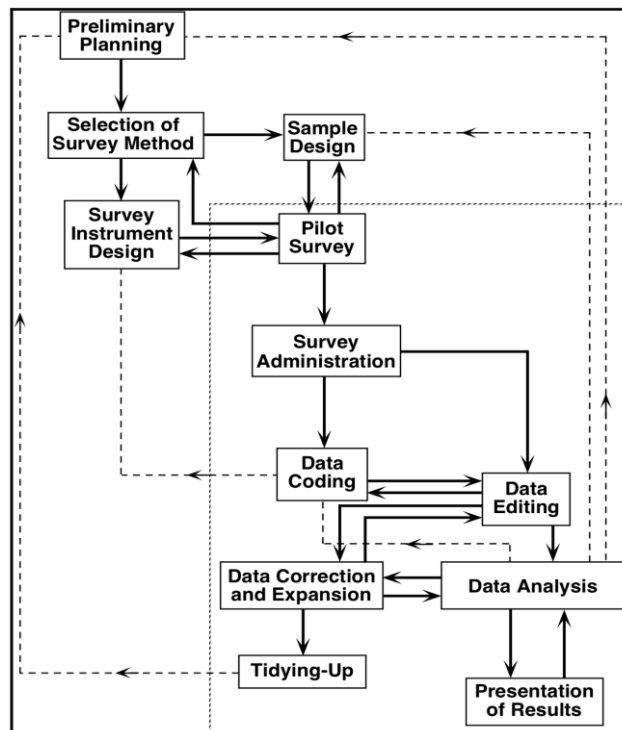 Preliminary
Planning
Selection of
Survey Method
Sample
Design
Survey
Instrument
Design
Pilot
Survey
Survey
Administration
Data
Coding
Data
Editing
Data Correction
and Expansion
Data Analysis
Tidying-Up
Presentation
of Results